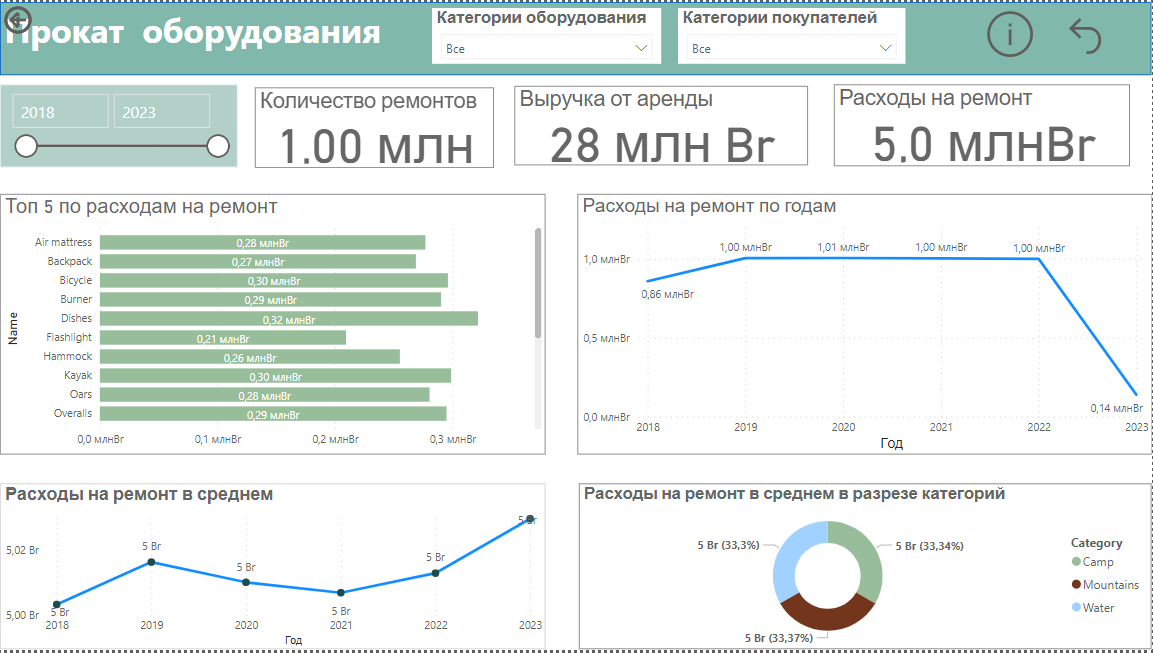 Прокат оборудования
Категории оборудования
Все
Категории покупателей
Все
2018
2023
Количество ремонтов
1,00 млн
Выручка от аренды
28 млн Br
Расходы на ремонт
5,0 млнBr
Топ 5 по расходам на ремонт
Name
Air mattress
0,28 млнBr
Backpack
0,27 млнBr
Bicycle
0,30 млнBr
Burner
0,29 млнBr
Dishes
0,32 млнBr
Flashlight
0,21 млнBr
Hammock
0,26 млнBr
Kayak
0,30 млнBr
Oars
0,28 млнBr
Overalls
0,29 млнBr
0,0 млнBr
0,1 млнBr
0,2 млнBr
0,3 млнBr
Расходы на ремонт по годам
1,0 млнBr
0,5 млнBr
0,0 млнBr
0,86 млнBr
1,00 млнBr
1,01 млнBr
1,00 млнBr
1,00 млнBr
0,14 млнBr
2018
2019
2020
2021
2022
2023
Год
Расходы на ремонт в среднем
5,02 Br
5,00 Br
5 Br
5 Br
5 Br
5 Br
5 Br
5 Br
2018
2019
2020
2021
2022
2023
Год
Расходы на ремонт в среднем в разрезе категорий
5 Br (33,3%)
5 Br (33,34%)
5 Br (33,37%)
Category
Camp
Mountains
Water